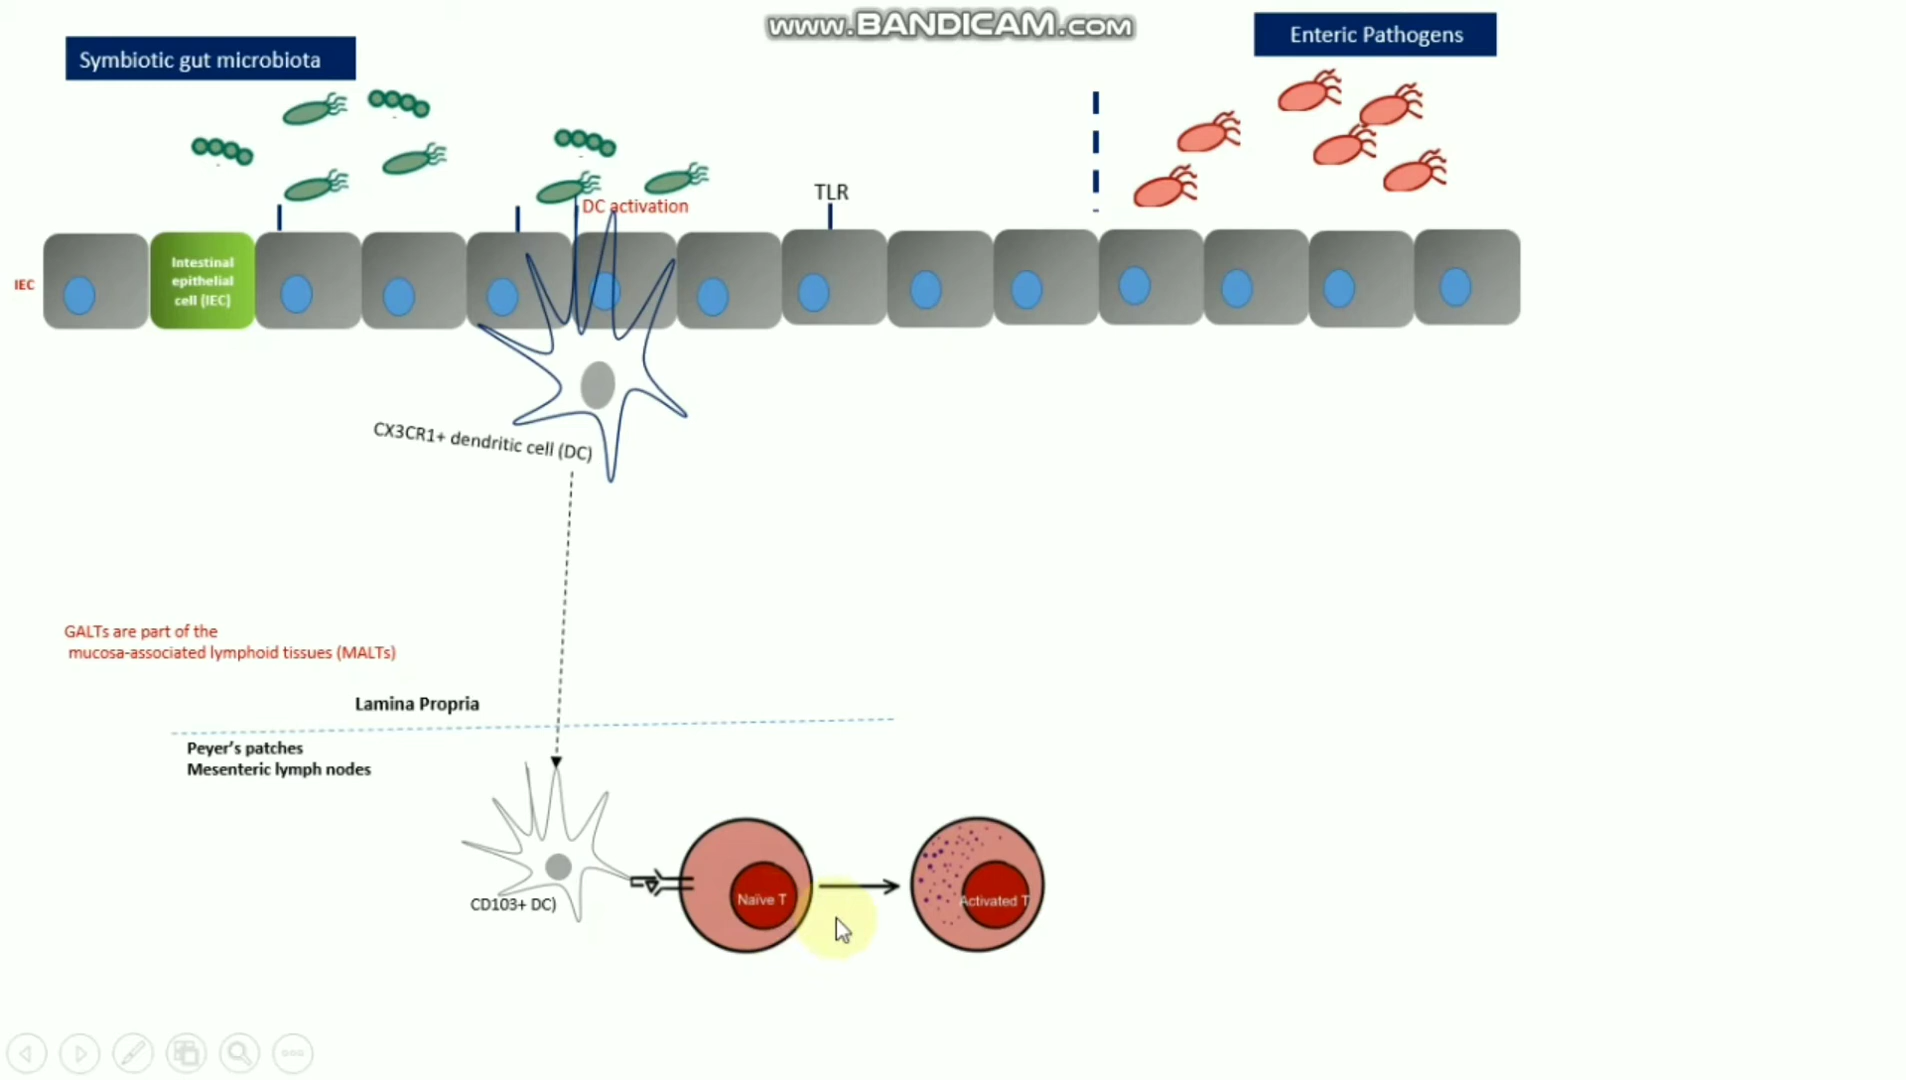 www.BANDICAM.com
Enteric Pathogens
Symbiotic gut microbiota
TLR
DC activation
IEC
Intestinal
epithelial
cell (IEC)
CX3CR1+ dendritic cell (DC)
GALTs are part of the
mucosa-associated lymphoid tissues (MALTs)
Lamina Propria
Peyer's patches
Mesenteric lymph nodes
CD103+ DC)
Naïve T
Activated T